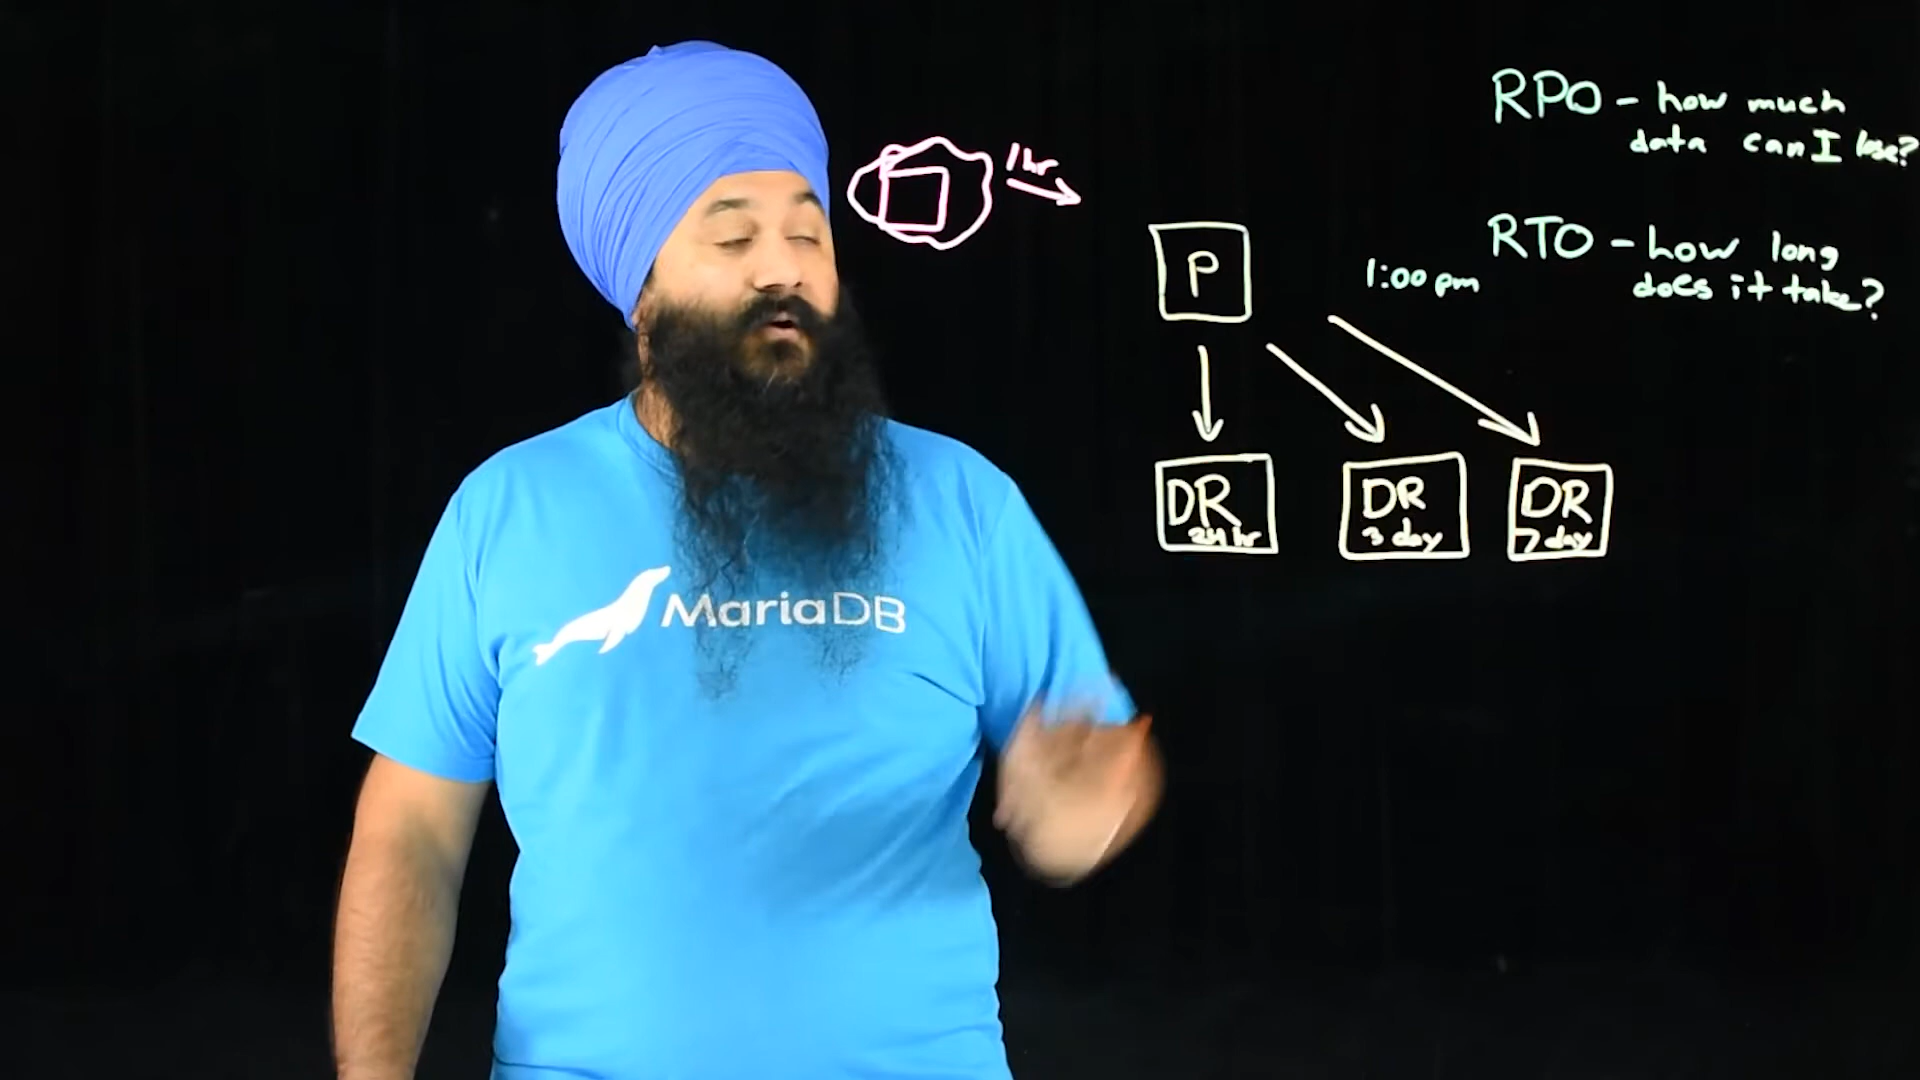 RPO - how much
data can I lose?
1hr
RTO - how long
does it take?
P
1:00 pm
DR
24 hr
DR
3 day
DR
7 day
MariaDB